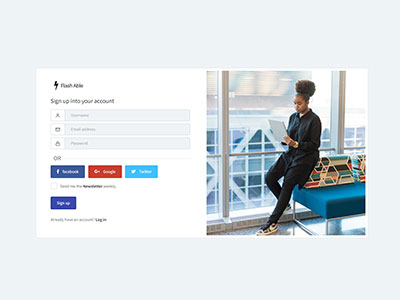 Flash Able
Sign up into your account
Username
Email address
Password
OR
facebook
Google
Twitter
Send me the Newsletter weekly.
Sign up
Already have an account? Log in